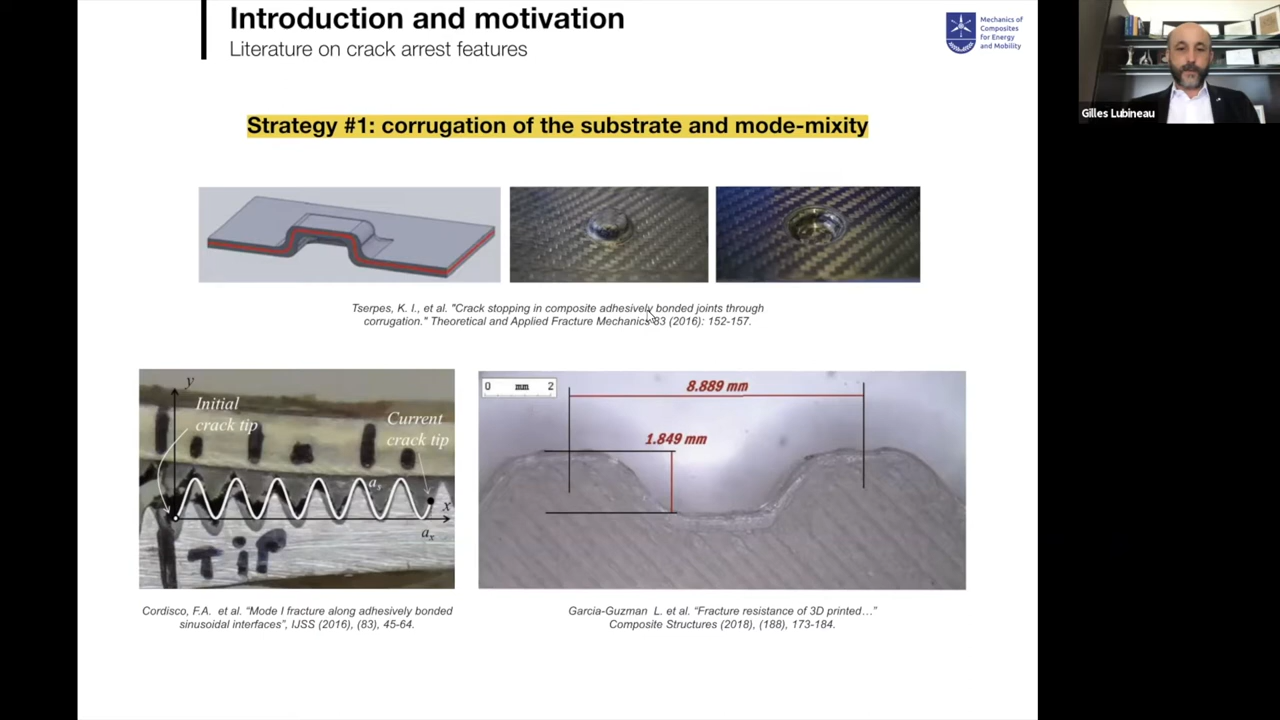 Introduction and motivation
Literature on crack arrest features
Mechanics of
Composites
for Energy
and Mobility
Gilles Lubineau
Strategy #1: corrugation of the substrate and mode-mixity
Tserpes, K. I., et al. "Crack stopping in composite adhesively bonded joints through
corrugation." Theoretical and Applied Fracture Mechanics 83 (2016): 152-157.
y
Initial
crack tip
Current
crack tip
as
x
ax
TiP
0 mm 2
8.889 mm
1.849 mm
Cordisco, F.A. et al. “Mode I fracture along adhesively bonded
sinusoidal interfaces”, IJSS (2016), (83), 45-64.
Garcia-Guzman L. et al. “Fracture resistance of 3D printed…”
Composite Structures (2018), (188), 173-184.